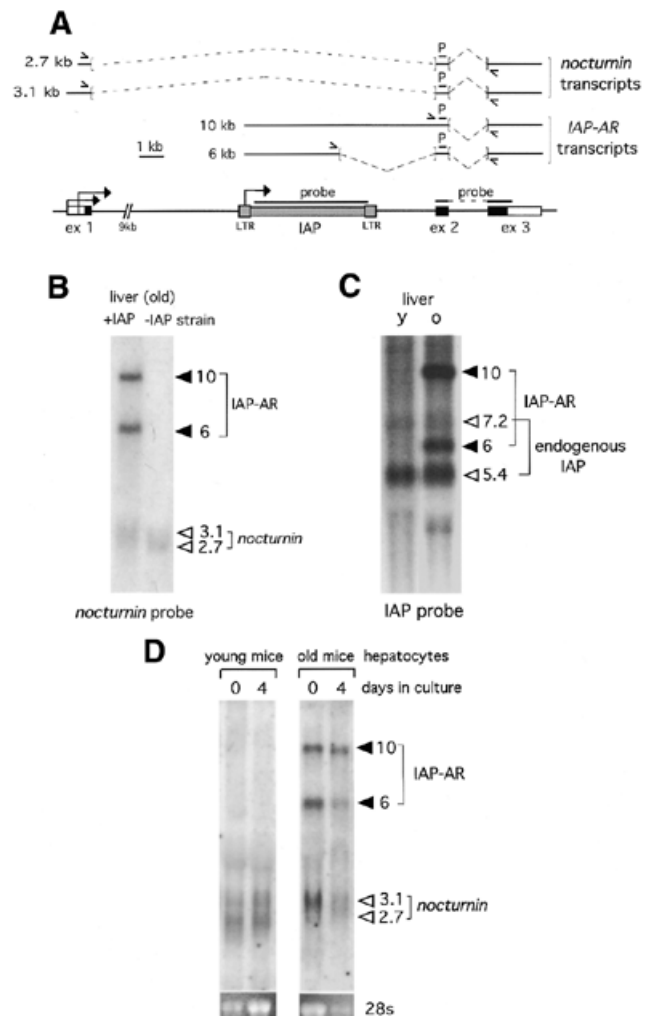 A
2.7 kb
P
nocturnin
transcripts
3.1 kb
P
10 kb
P
IAP-AR
transcripts
1 kb
6 kb
P
probe
probe
ex 1
9kb
LTR
IAP
LTR
ex 2
ex 3
B
liver (old)
+IAP -IAP strain
10
IAP-AR
6
3.1
nocturnin
2.7
nocturnin probe
C
liver
y o
10
IAP-AR
7.2
6
endogenous
IAP
5.4
IAP probe
D
young mice old mice hepatocytes
0 4 0 4 days in culture
10
IAP-AR
6
3.1
nocturnin
2.7
28s